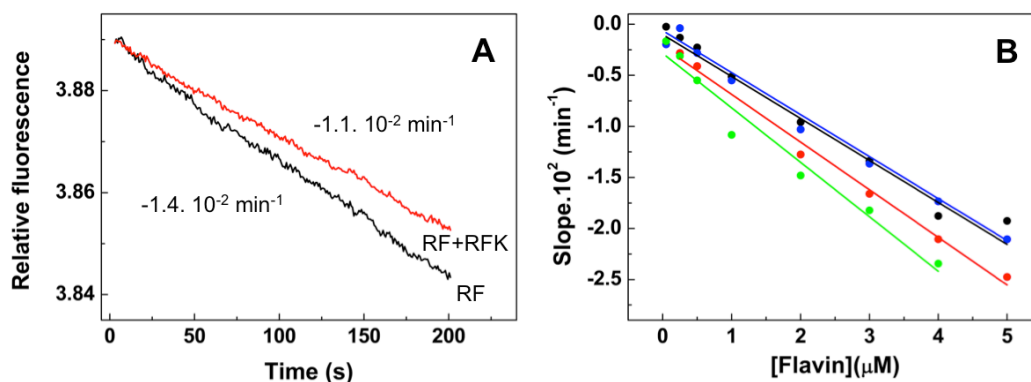 A
Relative fluorescence
3.88
3.86
3.84
-1.1. 10⁻² min⁻¹
-1.4. 10⁻² min⁻¹
RF+RFK
RF
0 50 100 150 200
Time (s)
B
Slope.10² (min⁻¹)
0.0
-0.5
-1.0
-1.5
-2.0
-2.5
0 1 2 3 4 5
[Flavin](μM)